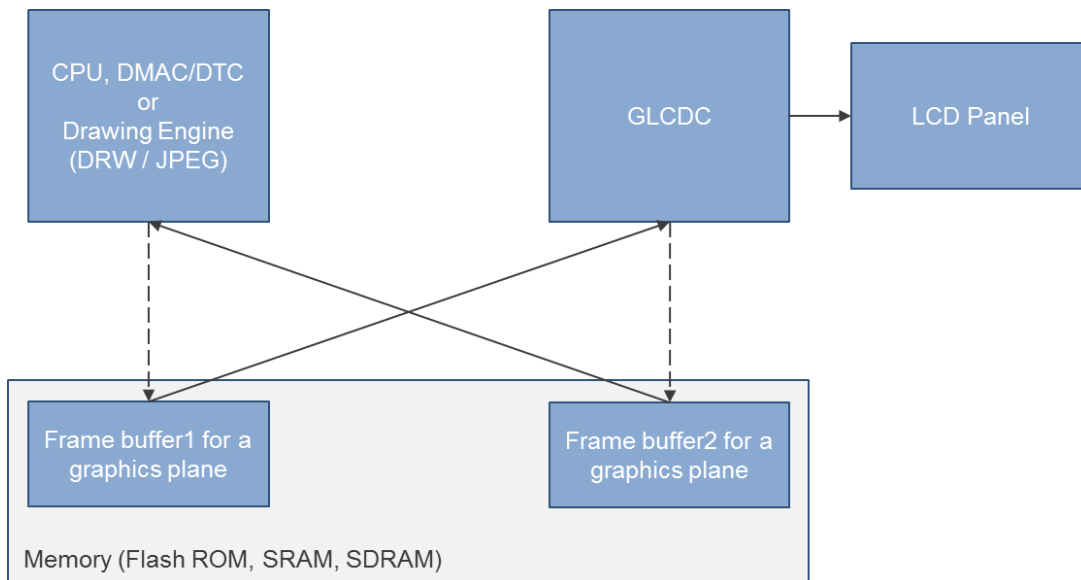 CPU, DMAC/DTC
or
Drawing Engine
(DRW / JPEG)
GLCDC
LCD Panel
Frame buffer1 for a
graphics plane
Frame buffer2 for a
graphics plane
Memory (Flash ROM, SRAM, SDRAM)